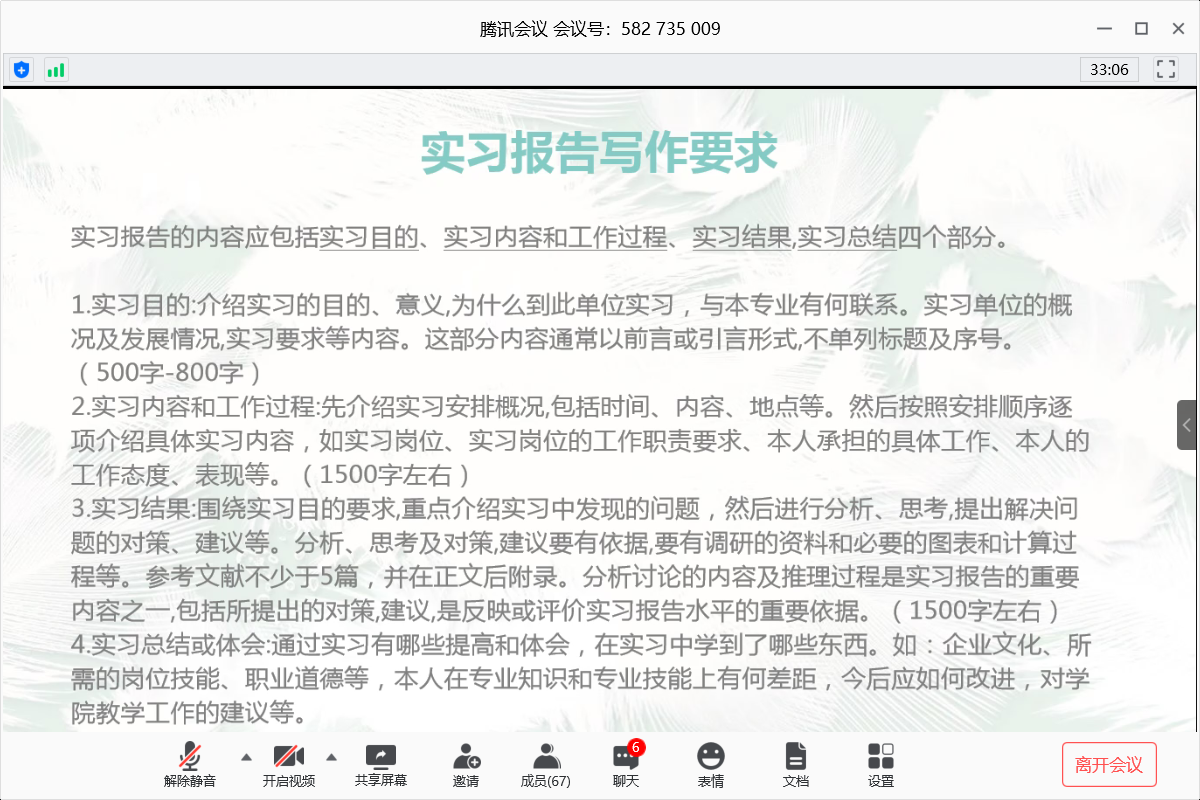 腾讯会议 会议号：582 735 009
33:06
实习报告写作要求
实习报告的内容应包括实习目的、实习内容和工作过程、实习结果,实习总结四个部分。
1.实习目的:介绍实习的目的、意义,为什么到此单位实习，与本专业有何联系。实习单位的概
况及发展情况,实习要求等内容。这部分内容通常以前言或引言形式,不单列标题及序号。
（500字-800字）
2.实习内容和工作过程:先介绍实习安排概况,包括时间、内容、地点等。然后按照安排顺序逐
项介绍具体实习内容，如实习岗位、实习岗位的工作职责要求、本人承担的具体工作、本人的
工作态度、表现等。（1500字左右）
3.实习结果:围绕实习目的要求,重点介绍实习中发现的问题，然后进行分析、思考,提出解决问
题的对策、建议等。分析、思考及对策,建议要有依据,要有调研的资料和必要的图表和计算过
程等。参考文献不少于5篇，并在正文后附录。分析讨论的内容及推理过程是实习报告的重要
内容之一,包括所提出的对策,建议,是反映或评价实习报告水平的重要依据。（1500字左右）
4.实习总结或体会:通过实习有哪些提高和体会，在实习中学到了哪些东西。如：企业文化、所
需的岗位技能、职业道德等，本人在专业知识和专业技能上有何差距，今后应如何改进，对学
院教学工作的建议等。
6
解除静音 开启视频 共享屏幕 邀请 成员(67) 聊天 表情 文档 设置 离开会议